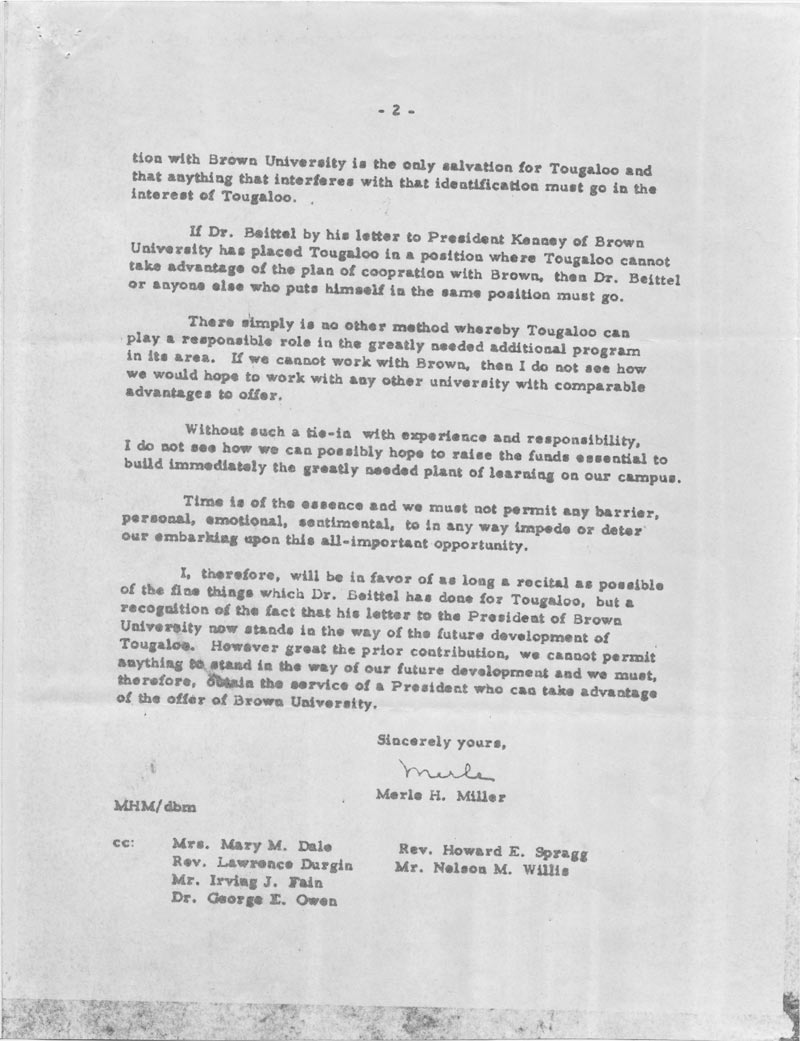 - 2 -
tion with Brown University is the only salvation for Tougaloo and
that anything that interferes with that identification must go in the
interest of Tougaloo.
If Dr. Beittel by his letter to President Kenney of Brown
University has placed Tougaloo in a position where Tougaloo cannot
take advantage of the plan of coopration with Brown, then Dr. Beittel
or anyone else who puts himself in the same position must go.
There simply is no other method whereby Tougaloo can
play a responsible role in the greatly needed additional program
in its area. If we cannot work with Brown, then I do not see how
we would hope to work with any other university with comparable
advantages to offer.
Without such a tie-in with experience and responsibility,
I do not see how we can possibly hope to raise the funds essential to
build immediately the greatly needed plant of learning on our campus.
Time is of the essence and we must not permit any barrier,
personal, emotional, sentimental, to in any way impede or deter
our embarking upon this all-important opportunity.
I, therefore, will be in favor of as long a recital as possible
of the fine things which Dr. Beittel has done for Tougaloo, but a
recognition of the fact that his letter to the President of Brown
University now stands in the way of the future development of
Tougaloo. However great the prior contribution, we cannot permit
anything to stand in the way of our future development and we must,
therefore, obtain the service of a President who can take advantage
of the offer of Brown University.
Sincerely yours,
Merle
Merle H. Miller
MHM/dbm
cc: Mrs. Mary M. Dale Rev. Howard E. Spragg
Rev. Lawrence Durgin Mr. Nelson M. Willis
Mr. Irving J. Fain
Dr. George E. Owen